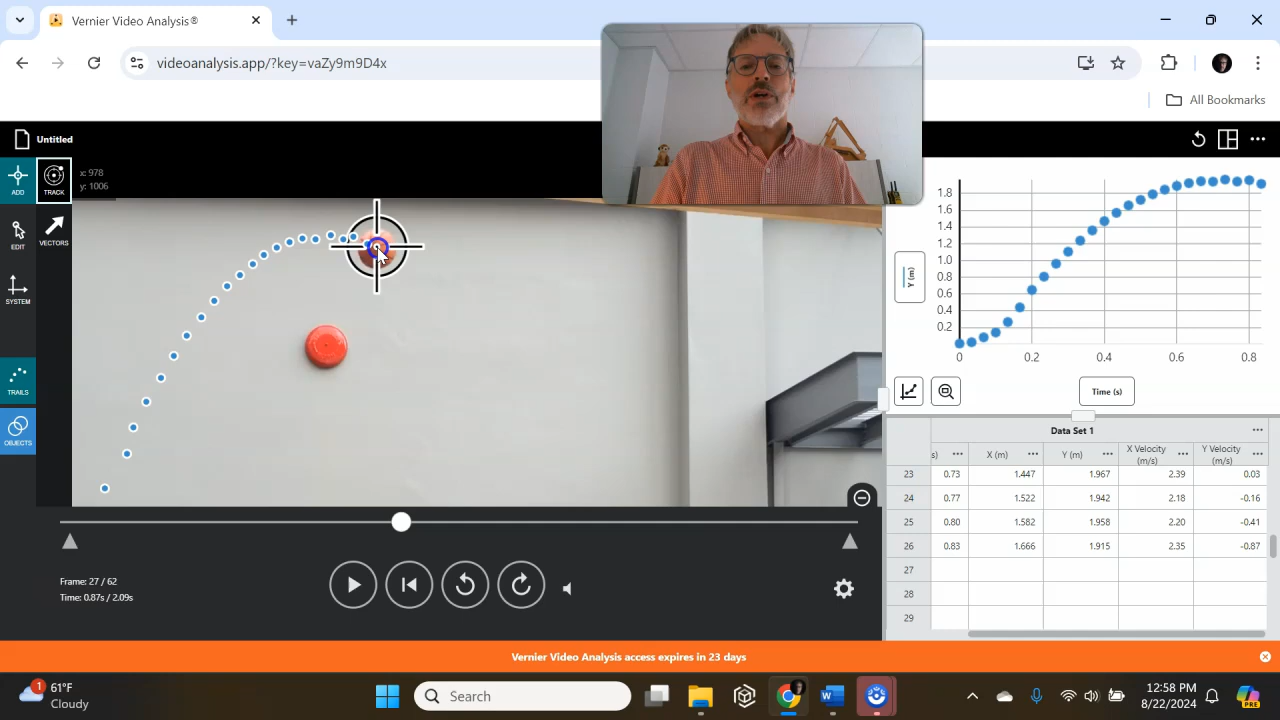 Vernier Video Analysis®
videoanalysis.app/?key=vaZy9m9D4x
All Bookmarks
Untitled
x: 978
y: 1006
ADD
TRACK
EDIT
VECTORS
SYSTEM
TRAILS
OBJECTS
Y (m)
1.8
1.6
1.4
1.2
1.0
0.8
0.6
0.4
0.2
0 0.2 0.4 0.6 0.8
Time (s)
Data Set 1
s) X (m) Y (m) X Velocity (m/s) Y Velocity (m/s)
23 0.73 1.447 1.967 2.39 0.03
24 0.77 1.522 1.942 2.18 -0.16
25 0.80 1.582 1.958 2.20 -0.41
26 0.83 1.666 1.915 2.35 -0.87
27
28
29
Frame: 27 / 62
Time: 0.87s / 2.09s
Vernier Video Analysis access expires in 23 days
1
61°F
Cloudy
Search
W
PRE
12:58 PM
8/22/2024